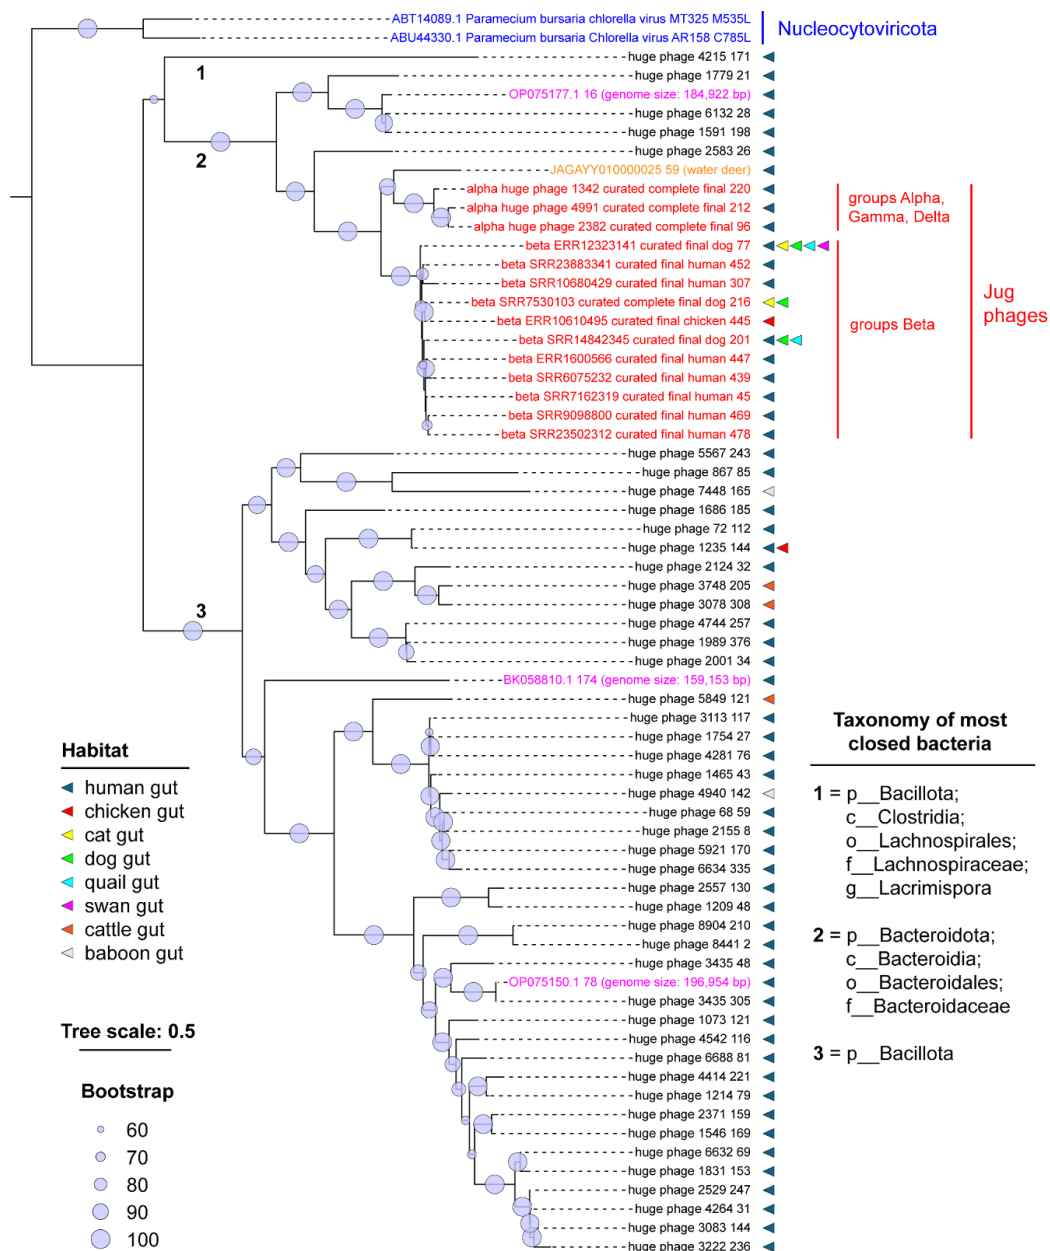 ABT14089.1 Paramecium bursaria chlorella virus MT325 M535L
ABU44330.1 Paramecium bursaria Chlorella virus AR158 C785L
Nucleocytoviricota
1
huge phage 4215 171
huge phage 1779 21
OP075177.1 16 (genome size: 184,922 bp)
huge phage 6132 28
huge phage 1591 198
2
huge phage 2583 26
JAGAYY010000025 59 (water deer)
alpha huge phage 1342 curated complete final 220
alpha huge phage 4991 curated complete final 212
alpha huge phage 2382 curated complete final 96
groups Alpha,
Gamma, Delta
beta ERR12323141 curated final dog 77
beta SRR23883341 curated final human 452
beta SRR10680429 curated final human 307
beta SRR7530103 curated complete final dog 216
beta ERR10610495 curated final chicken 445
beta SRR14842345 curated final dog 201
beta ERR1600566 curated final human 447
beta SRR6075232 curated final human 439
beta SRR7162319 curated final human 45
beta SRR9098800 curated final human 469
beta SRR23502312 curated final human 478
groups Beta
Jug
phages
huge phage 5567 243
huge phage 867 85
huge phage 7448 165
huge phage 1686 185
huge phage 72 112
huge phage 1235 144
huge phage 2124 32
huge phage 3748 205
huge phage 3078 308
3
huge phage 4744 257
huge phage 1989 376
huge phage 2001 34
BK058810.1 174 (genome size: 159,153 bp)
huge phage 5849 121
huge phage 3113 117
huge phage 1754 27
huge phage 4281 76
huge phage 1465 43
huge phage 4940 142
huge phage 68 59
huge phage 2155 8
huge phage 5921 170
huge phage 6634 335
huge phage 2557 130
huge phage 1209 48
huge phage 8904 210
huge phage 8441 2
huge phage 3435 48
OP075150.1 78 (genome size: 196,954 bp)
huge phage 3435 305
huge phage 1073 121
huge phage 4542 116
huge phage 6688 81
huge phage 4414 221
huge phage 1214 79
huge phage 2371 159
huge phage 1546 169
huge phage 6632 69
huge phage 1831 153
huge phage 2529 247
huge phage 4264 31
huge phage 3083 144
huge phage 3222 236
Habitat
human gut
chicken gut
cat gut
dog gut
quail gut
swan gut
cattle gut
baboon gut
Tree scale: 0.5
Bootstrap
60
70
80
90
100
Taxonomy of most
closed bacteria
1 = p__Bacillota;
c__Clostridia;
o__Lachnospirales;
f__Lachnospiraceae;
g__Lacrimispora
2 = p__Bacteroidota;
c__Bacteroidia;
o__Bacteroidales;
f__Bacteroidaceae
3 = p__Bacillota